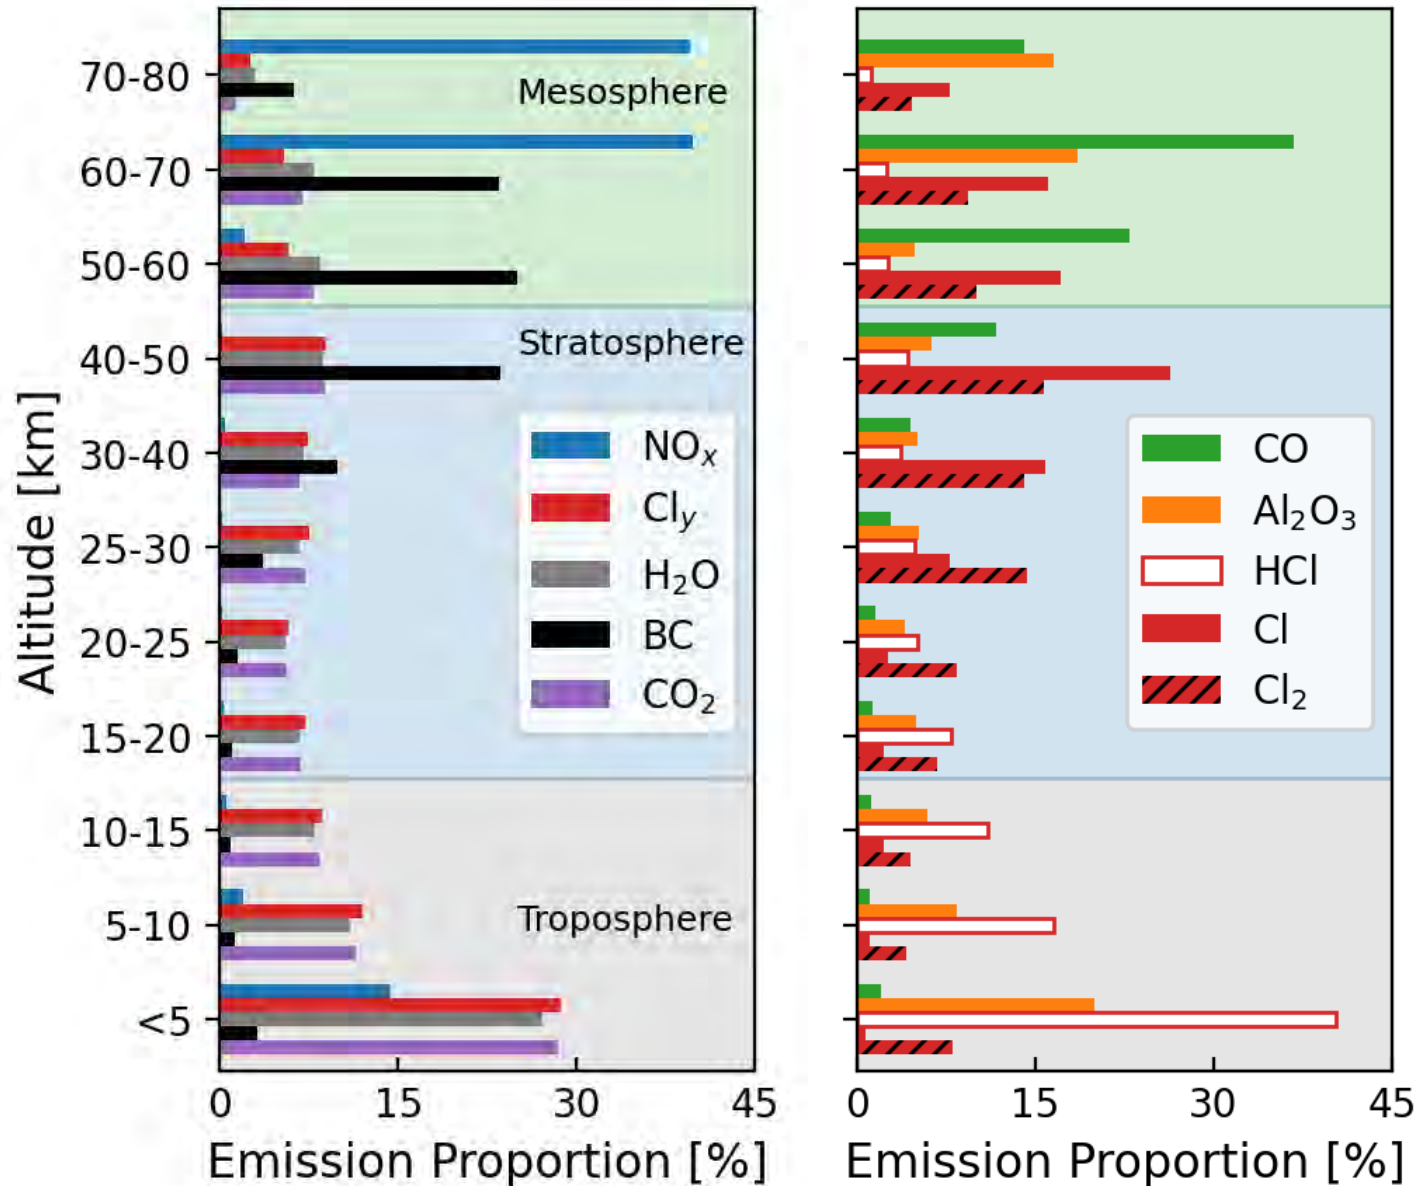 Altitude [km]
70-80
60-70
50-60
40-50
30-40
25-30
20-25
15-20
10-15
5-10
<5
Mesosphere
Stratosphere
NOₓ
Cl_y
H₂O
BC
CO₂
Troposphere
0 15 30 45
Emission Proportion [%]
CO
Al₂O₃
HCl
Cl
Cl₂
0 15 30 45
Emission Proportion [%]